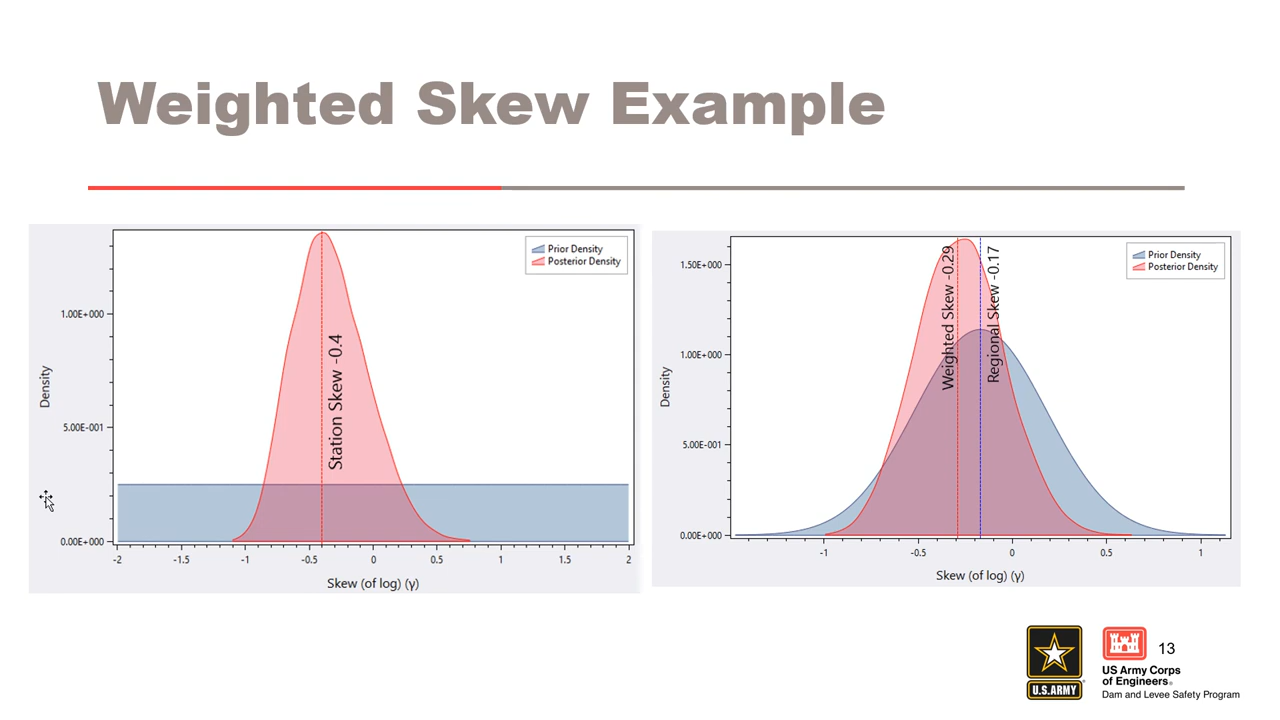 Weighted Skew Example
Prior Density
Posterior Density
1.00E+000
5.00E-001
0.00E+000
Density
Station Skew -0.4
-2
-1.5
-1
-0.5
0
0.5
1
1.5
2
Skew (of log) (γ)
Prior Density
Posterior Density
1.50E+000
1.00E+000
5.00E-001
0.00E+000
Density
Weighted Skew -0.29
Regional Skew -0.17
-1
-0.5
0
0.5
1
Skew (of log) (γ)
U.S.ARMY
13
US Army Corps
of Engineers®
Dam and Levee Safety Program